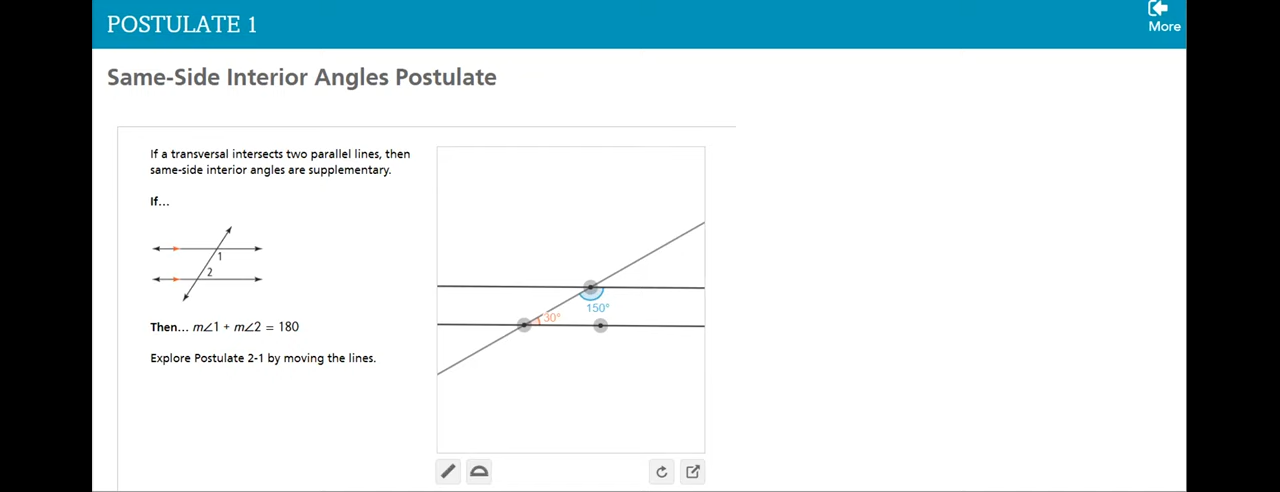 POSTULATE 1
More
Same-Side Interior Angles Postulate
If a transversal intersects two parallel lines, then
same-side interior angles are supplementary.
If...
1
2
Then... m∠1 + m∠2 = 180
Explore Postulate 2-1 by moving the lines.
150°
30°